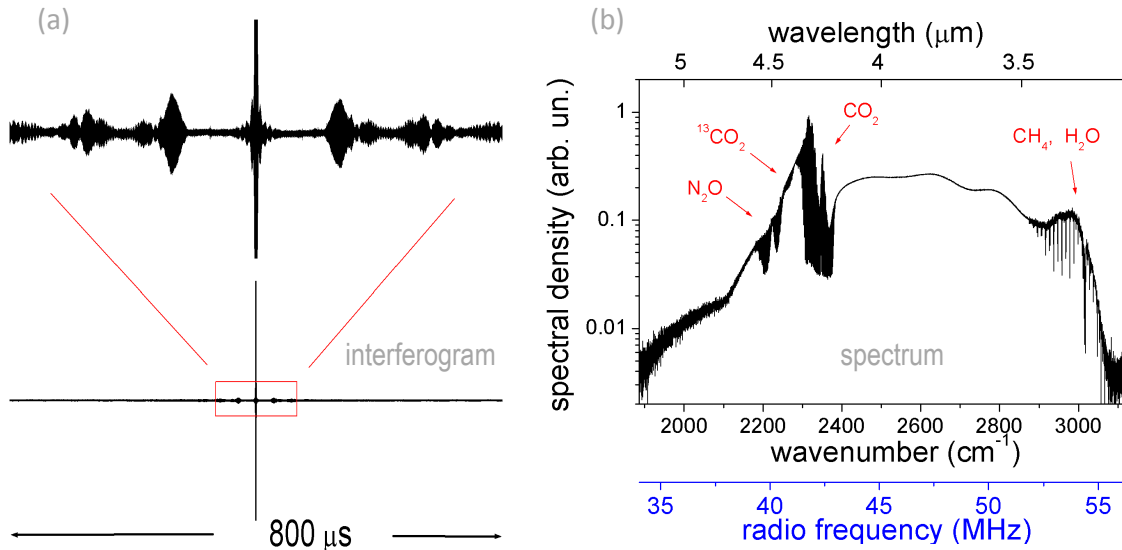 (a)
interferogram
800 μs
(b)
wavelength (μm)
5 4.5 4 3.5
spectral density (arb. un.)
1
0.1
0.01
N₂O
¹³CO₂
CO₂
CH₄, H₂O
spectrum
2000 2200 2400 2600 2800 3000
wavenumber (cm⁻¹)
35 40 45 50 55
radio frequency (MHz)